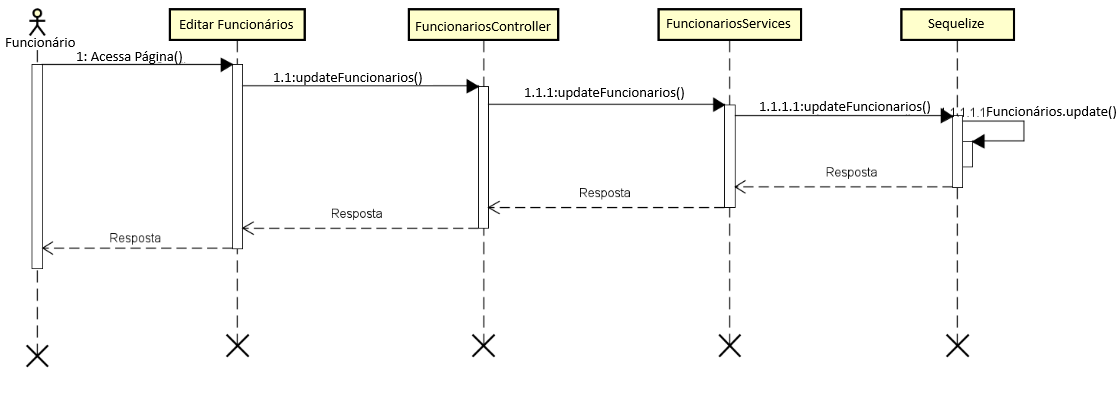 Funcionário
Editar Funcionários
FuncionariosController
FuncionariosServices
Sequelize
1: Acessa Página()
1.1:updateFuncionarios()
1.1.1:updateFuncionarios()
1.1.1.1:updateFuncionarios()
1.1.1.1.1Funcionários.update()
Resposta
Resposta
Resposta
Resposta